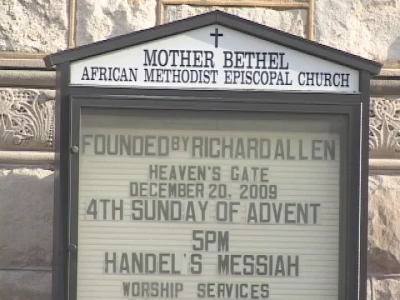 MOTHER BETHEL
AFRICAN METHODIST EPISCOPAL CHURCH
FOUNDED BY RICHARD ALLEN
HEAVEN'S GATE
DECEMBER 20, 2009
4TH SUNDAY OF ADVENT
5PM
HANDEL'S MESSIAH
WORSHIP SERVICES